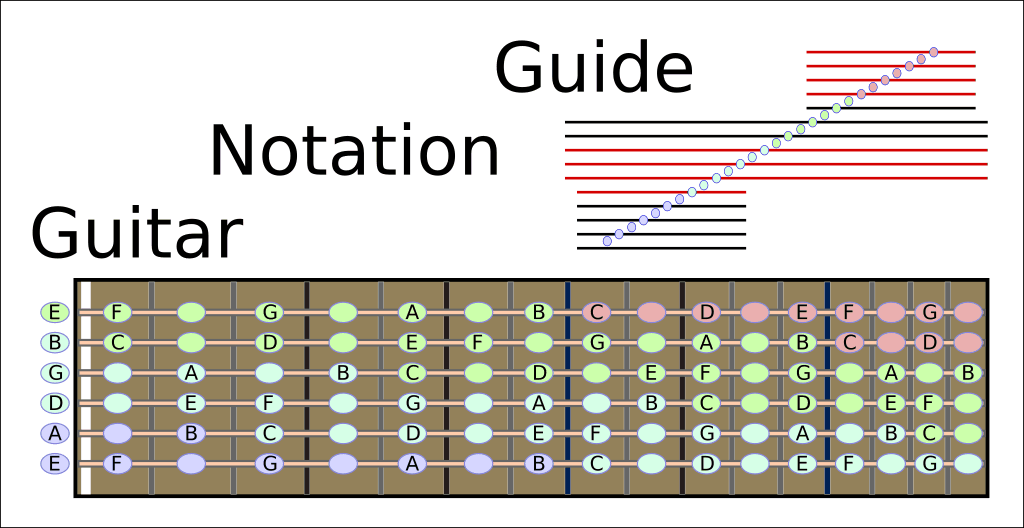 Guide
Notation
Guitar
E F G A B C D E F G
B C D E F G A B C D
G A B C D E F G A B
D E F G A B C D E F
A B C D E F G A B C
E F G A B C D E F G